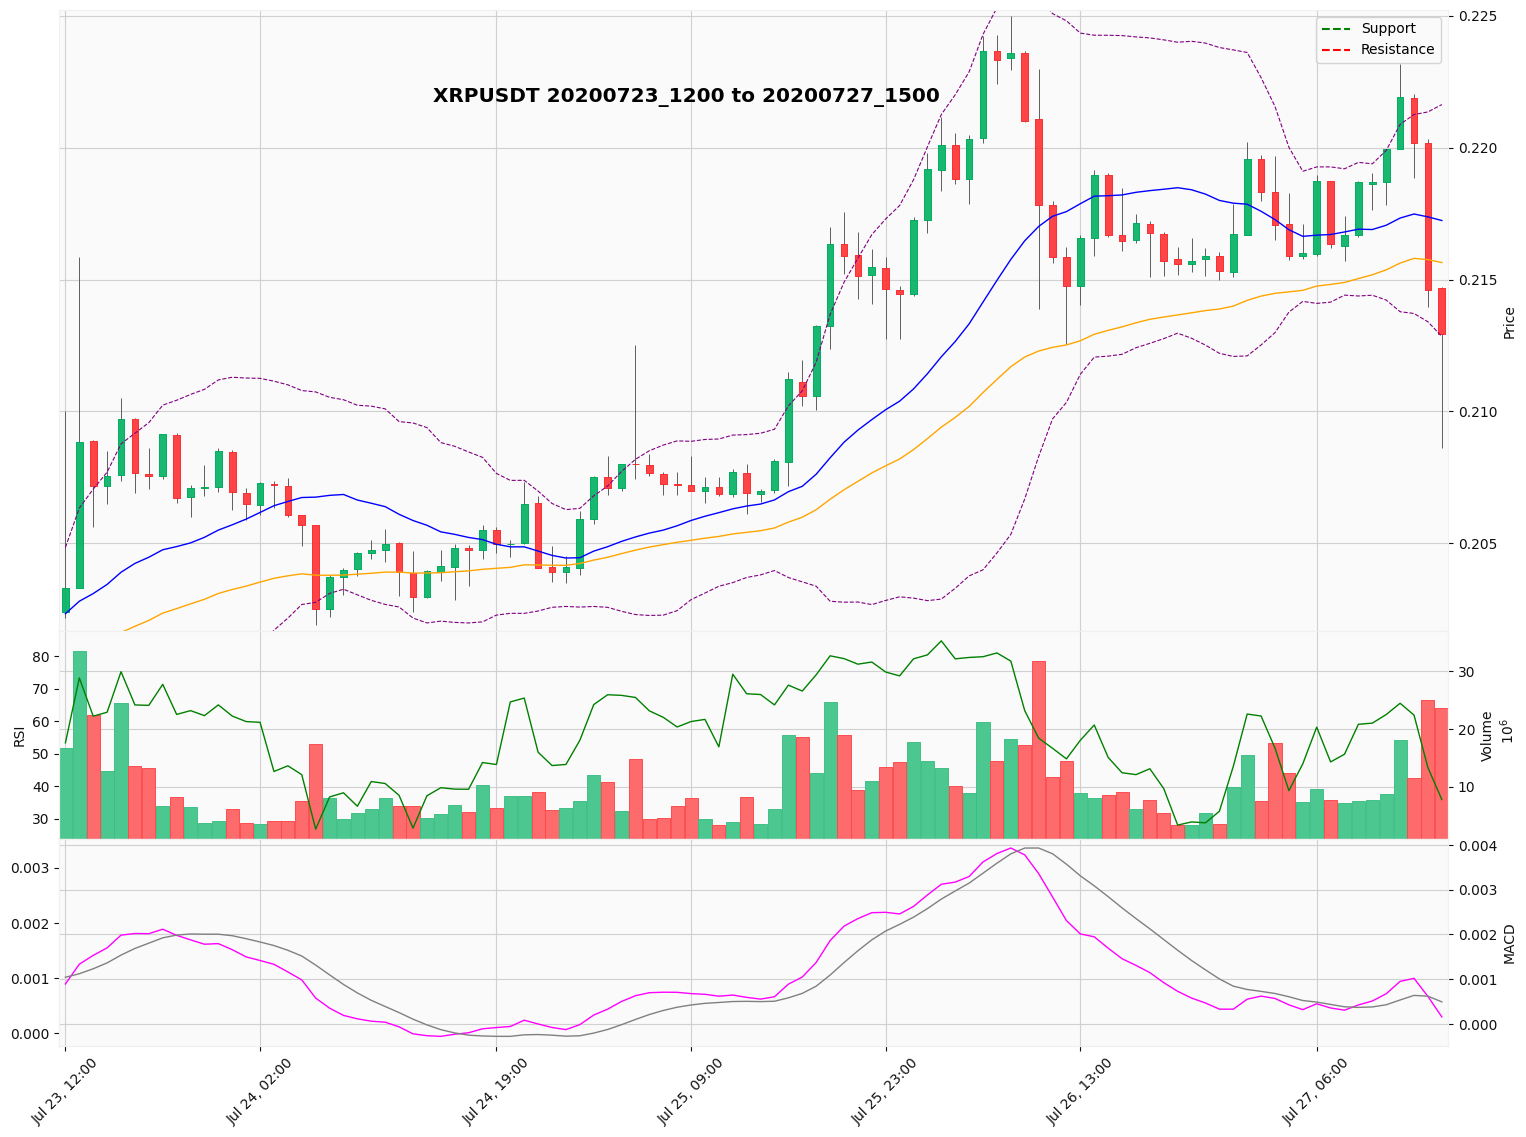 XRPUSDT 20200723_1200 to 20200727_1500
Support
Resistance
0.225
0.220
0.215
0.210
0.205
Price
80
70
60
50
40
30
RSI
30
20
10
Volume
10^6
0.003
0.002
0.001
0.000
0.004
0.003
0.002
0.001
0.000
MACD
Jul 23, 12:00
Jul 24, 02:00
Jul 24, 19:00
Jul 25, 09:00
Jul 25, 23:00
Jul 26, 13:00
Jul 27, 06:00